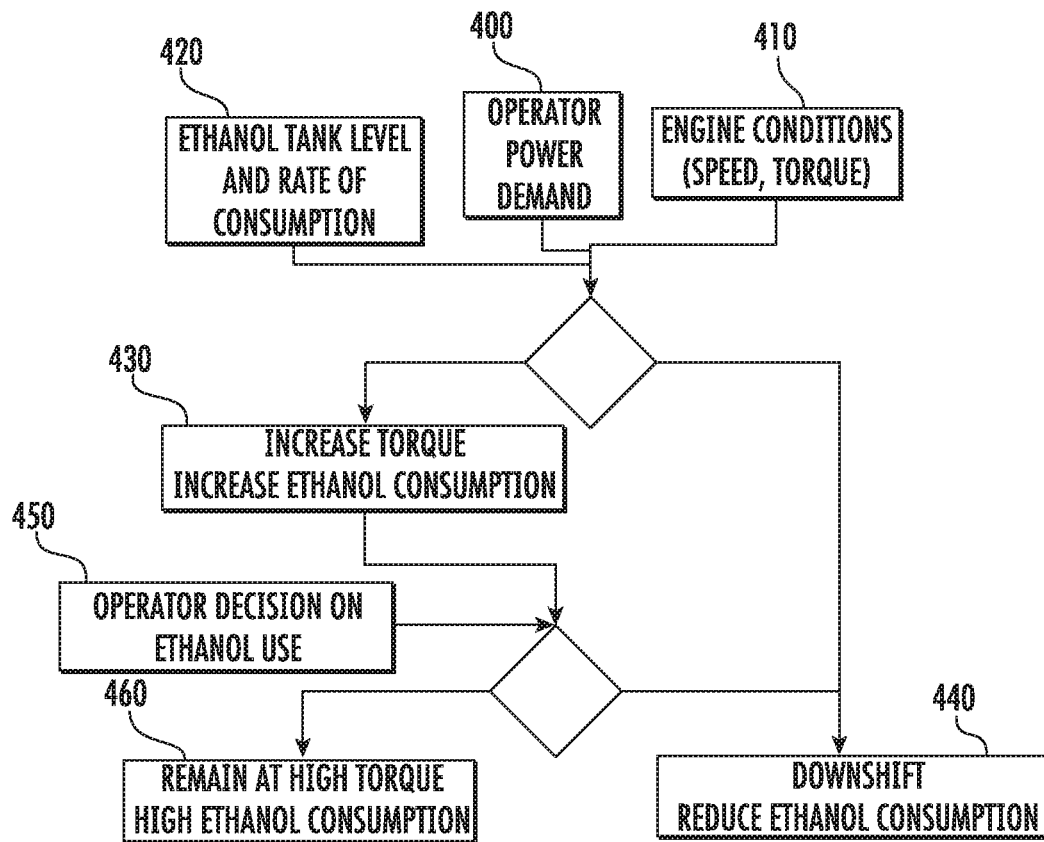 420
400
410
ETHANOL TANK LEVEL
AND RATE OF
CONSUMPTION
OPERATOR
POWER
DEMAND
ENGINE CONDITIONS
(SPEED, TORQUE)
430
INCREASE TORQUE
INCREASE ETHANOL CONSUMPTION
450
OPERATOR DECISION ON
ETHANOL USE
460
REMAIN AT HIGH TORQUE
HIGH ETHANOL CONSUMPTION
440
DOWNSHIFT
REDUCE ETHANOL CONSUMPTION